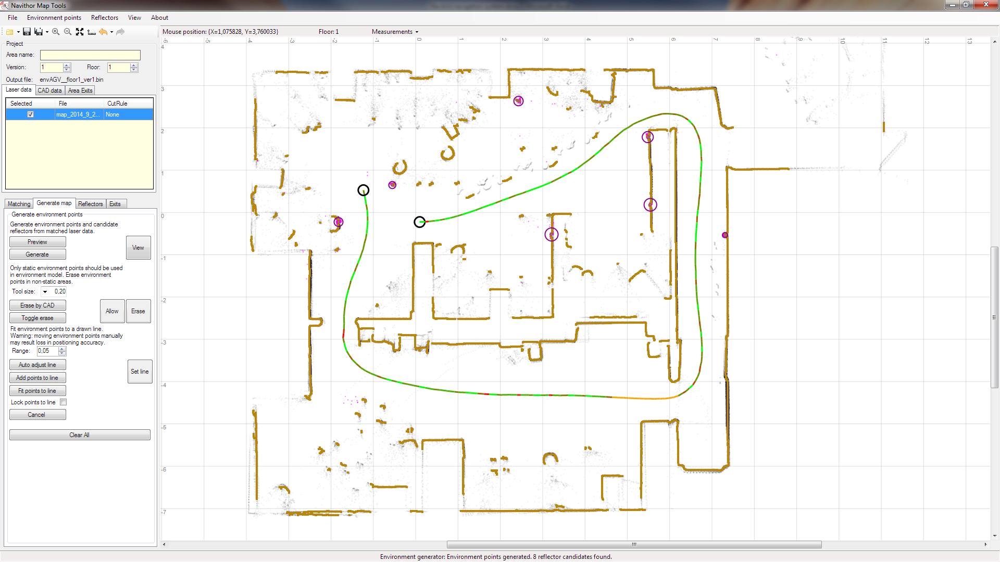 Navithor Map Tools
File Environment points Reflectors View About
Mouse position: {X=1,075828, Y=3,760033} Floor: 1 Measurements
Project
Area name:
Version: 1 Floor: 1
Output file: envAGV__floor1_ver1.bin
Laser data CAD data Area Exits
Selected File CutRule
map_2014_9_2... None
Matching Generate map Reflectors Exits
Generate environment points
Generate environment points and candidate
reflectors from matched laser data.
Preview
Generate
View
Only static environment points should be used
in environment model. Erase environment
points in non-static areas.
Tool size: 0,20
Erase by CAD
Toggle erase
Allow Erase
Fit environment points to a drawn line.
Warning: moving environment points manually
may result loss in positioning accuracy.
Range: 0,05
Auto adjust line
Add points to line
Fit points to line
Set line
Lock points to line
Cancel
Clear All
-6 -5 -4 -3 -2 -1 0 1 2 3 4 5 6 7 8 9 10 11 12 13
4
3
2
1
0
-1
-2
-3
-4
-5
-6
-7
Environment generator: Environment points generated. 8 reflector candidates found.